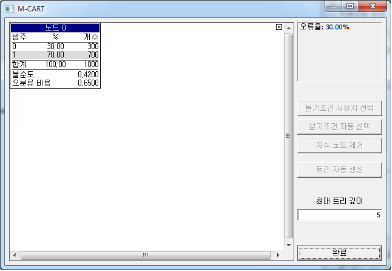 M-CART
노드 0
범주 % 개수
0 30,00 300
1 70,00 700
합계 100,00 1000
불순도 0,4200
오분류 비용 0.6500
오류율: 30.00%
분기조건 사용자 선택
분기조건 자동 선택
자식 노드 제거
트리 자동 생성
최대 트리 깊이
5
완료